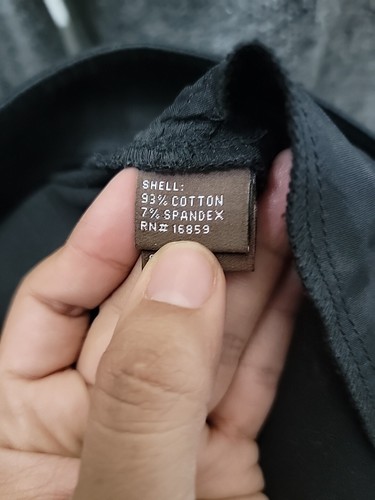 SHELL:
93% COTTON
7% SPANDEX
RN# 16859